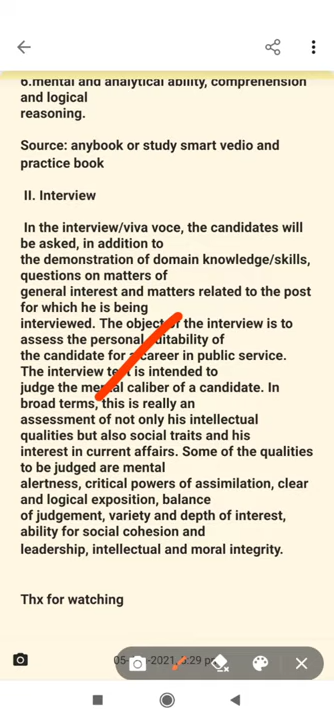 6.mental and analytical ability, comprehension
and logical
reasoning.
Source: anybook or study smart vedio and
practice book
II. Interview
In the interview/viva voce, the candidates will
be asked, in addition to
the demonstration of domain knowledge/skills,
questions on matters of
general interest and matters related to the post
for which he is being
interviewed. The object of the interview is to
assess the personal suitability of
the candidate for a career in public service.
The interview test is intended to
judge the mental caliber of a candidate. In
broad terms, this is really an
assessment of not only his intellectual
qualities but also social traits and his
interest in current affairs. Some of the qualities
to be judged are mental
alertness, critical powers of assimilation, clear
and logical exposition, balance
of judgement, variety and depth of interest,
ability for social cohesion and
leadership, intellectual and moral integrity.
Thx for watching